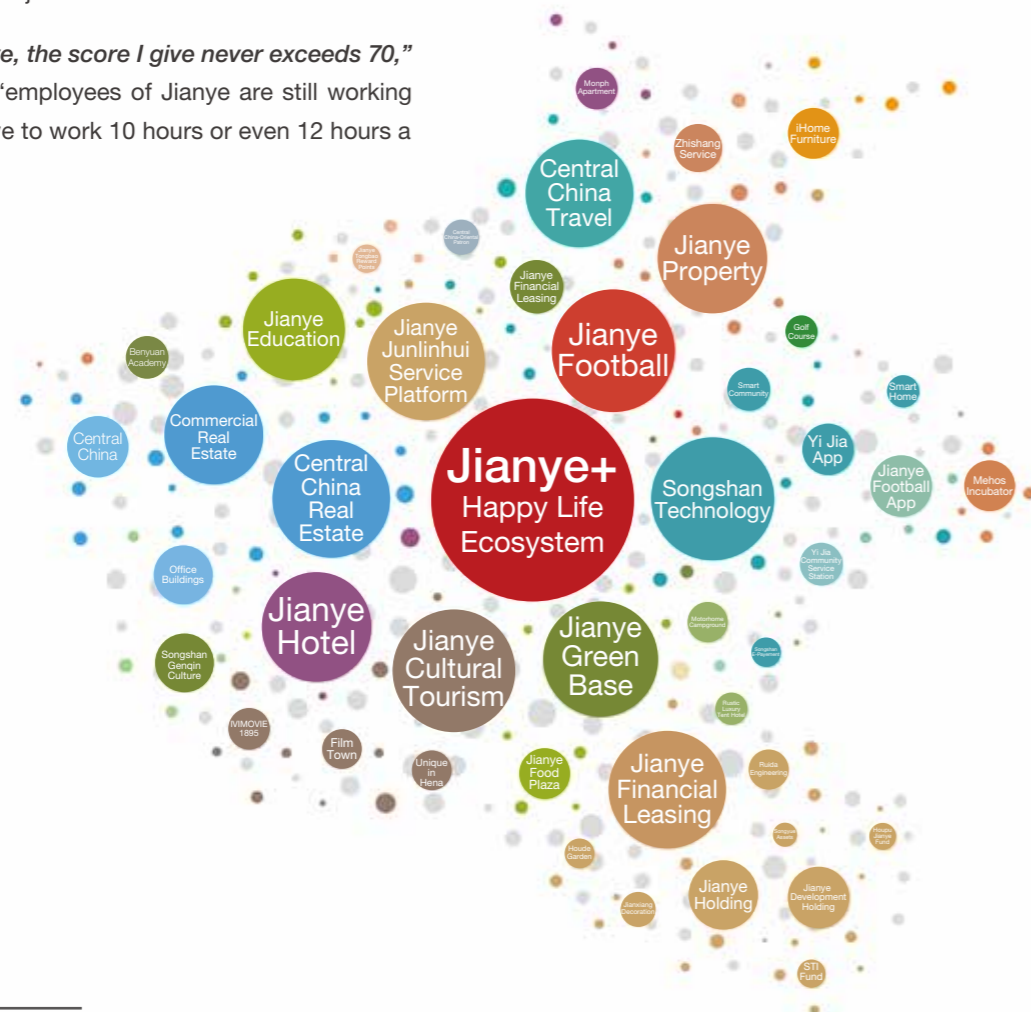 e, the score I give never exceeds 70,”
‘employees of Jianye are still working
ve to work 10 hours or even 12 hours a
Monph
Apartment
iHome
Furniture
Zhishang
Service
Central
China
Travel
Jianye
Property
Jianye
Financial
Leasing
Jianye
Education
Jianye
Junlinhui
Service
Platform
Jianye
Football
Golf
Course
Benyuan
Academy
Smart
Community
Smart
Home
Central
China
Commercial
Real
Estate
Central
China
Real
Estate
Jianye+
Happy Life
Ecosystem
Songshan
Technology
Yi Jia
App
Jianye
Football
App
Mehos
Incubator
Office
Buildings
Yi Jia
Community
Service
Station
Jianye
Hotel
Jianye
Cultural
Tourism
Jianye
Green
Base
Motorhome
Campground
Songshan
Genqin
Culture
Rustic
Luxury
Tent Hotel
IVIMOVIE
1895
Film
Town
Unique
in
Hena
Jianye
Food
Plaza
Jianye
Financial
Leasing
Ruida
Engineering
Houpu
Jianye
Fund
Houde
Garden
Jianxiang
Decoration
Jianye
Holding
Jianye
Development
Holding
STI
Fund